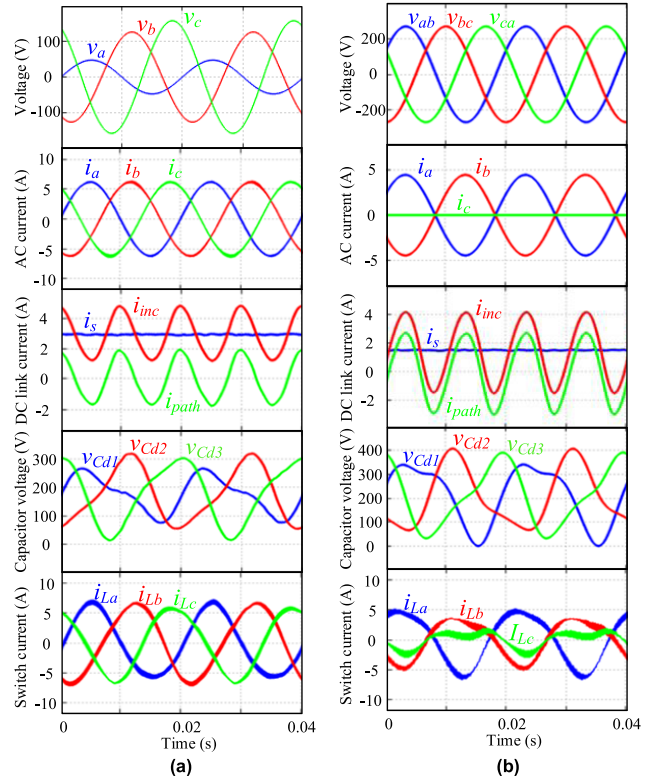 Voltage (V)
100
0
-100
v_a
v_b
v_c
AC current (A)
10
5
0
-5
-10
i_a
i_b
i_c
DC link current (A)
4
2
0
-2
i_s
i_inc
i_path
Capacitor voltage (V)
300
200
100
0
v_Cd1
v_Cd2
v_Cd3
Switch current (A)
10
5
0
-5
-10
i_La
i_Lb
i_Lc
0 0.02 0.04
Time (s)
(a)
Voltage (V)
200
0
-200
v_ab
v_bc
v_ca
AC current (A)
5
0
-5
i_a
i_b
i_c
DC link current (A)
4
2
0
-2
i_s
i_inc
i_path
Capacitor voltage (V)
400
300
200
100
0
v_Cd1
v_Cd2
v_Cd3
Switch current (A)
10
5
0
-5
-10
i_La
i_Lb
I_Lc
0 0.02 0.04
Time (s)
(b)